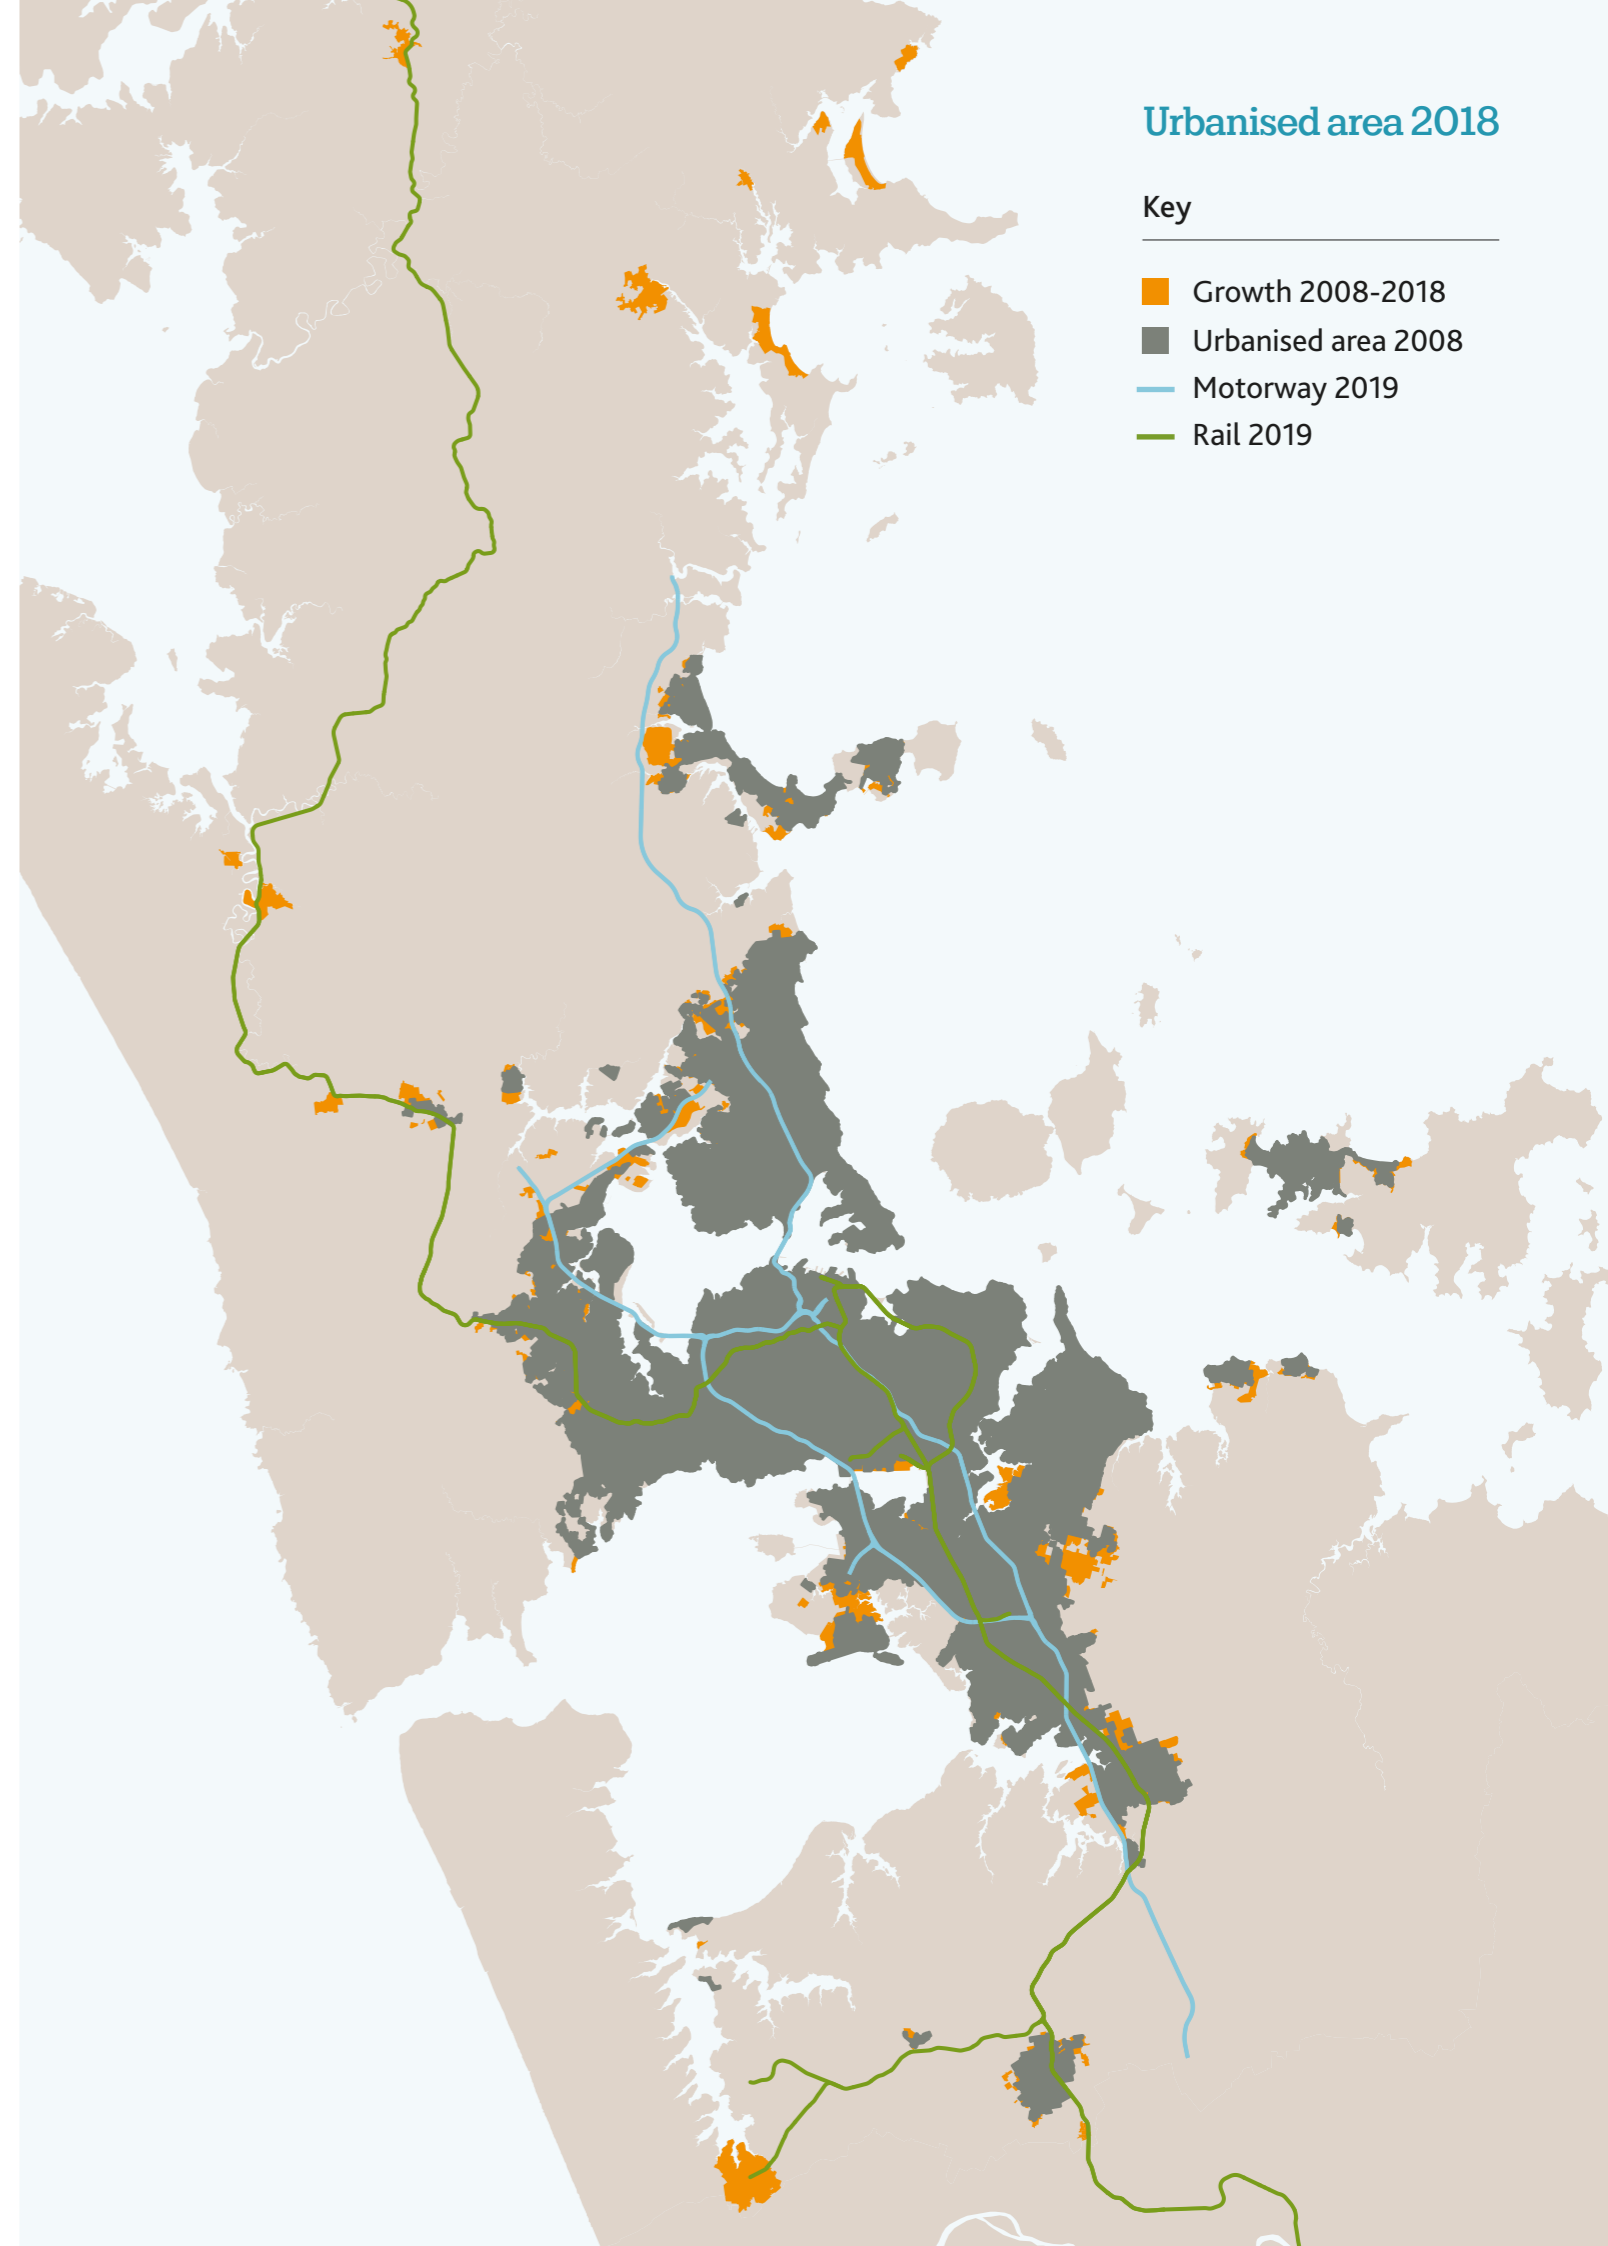 Urbanised area 2018
Key
Growth 2008-2018
Urbanised area 2008
Motorway 2019
Rail 2019